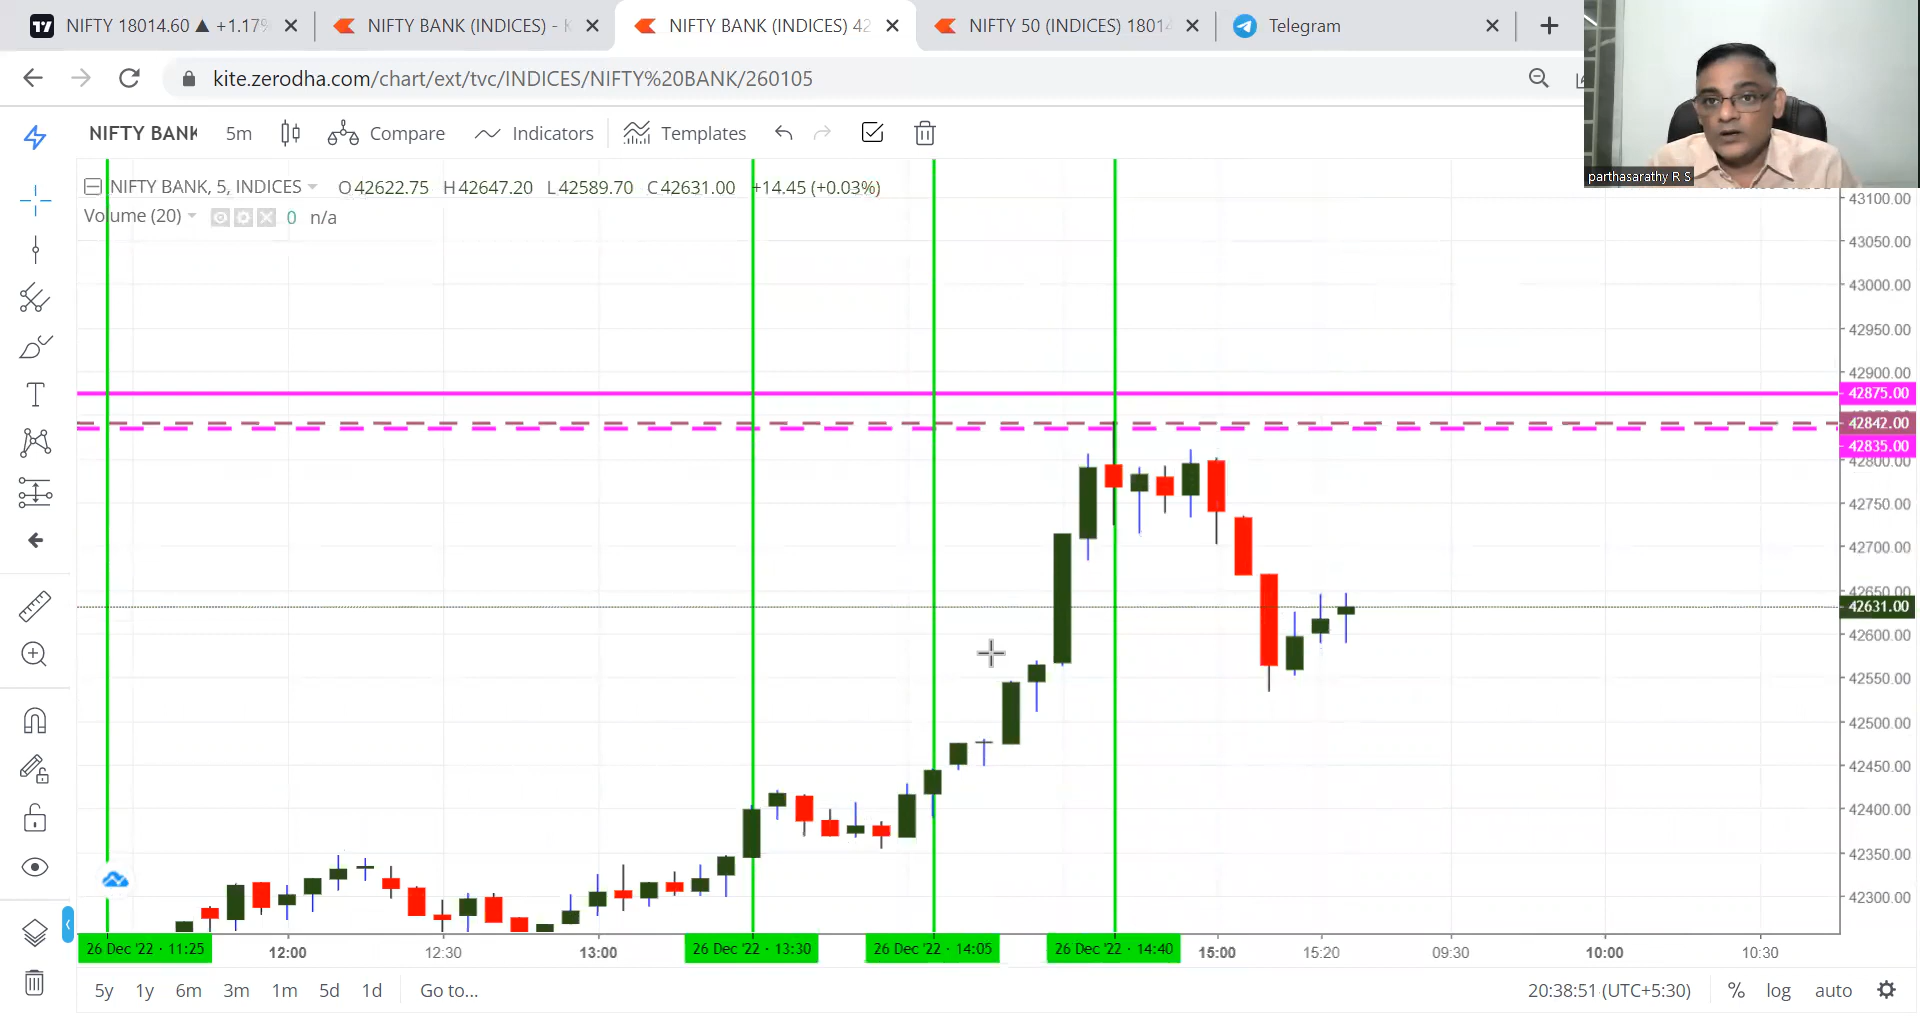 NIFTY 18014.60 ▲ +1.17%
NIFTY BANK (INDICES) - K
NIFTY BANK (INDICES) 42
NIFTY 50 (INDICES) 1801
Telegram
kite.zerodha.com/chart/ext/tvc/INDICES/NIFTY%20BANK/260105
NIFTY BANK 5m Compare Indicators Templates
NIFTY BANK, 5, INDICES O42622.75 H42647.20 L42589.70 C42631.00 +14.45 (+0.03%)
Volume (20) 0 n/a
parthasarathy R S
43100.00
43050.00
43000.00
42950.00
42900.00
42875.00
42842.00
42835.00
42800.00
42750.00
42700.00
42650.00
42631.00
42600.00
42550.00
42500.00
42450.00
42400.00
42350.00
42300.00
26 Dec '22 · 11:25 12:00 12:30 13:00 26 Dec '22 · 13:30 26 Dec '22 · 14:05 26 Dec '22 · 14:40 15:00 15:20 09:30 10:00 10:30
5y 1y 6m 3m 1m 5d 1d Go to... 20:38:51 (UTC+5:30) % log auto